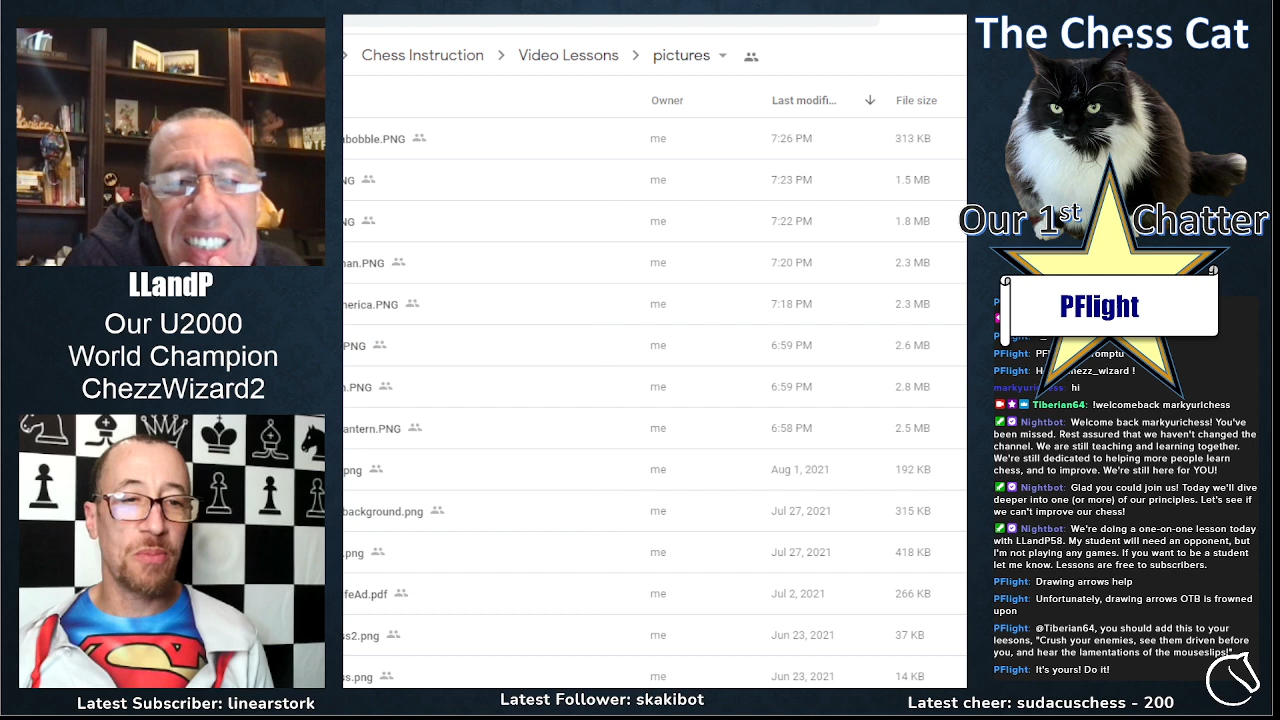 LLandP
Our U2000
World Champion
ChezzWizard2
Chess Instruction > Video Lessons > pictures
Owner Last modifi... File size
bobble.PNG me 7:26 PM 313 KB
NG me 7:23 PM 1.5 MB
NG me 7:22 PM 1.8 MB
nan.PNG me 7:20 PM 2.3 MB
nerica.PNG me 7:18 PM 2.3 MB
PNG me 6:59 PM 2.6 MB
n.PNG me 6:59 PM 2.8 MB
antern.PNG me 6:58 PM 2.5 MB
png me Aug 1, 2021 192 KB
background.png me Jul 27, 2021 315 KB
.png me Jul 27, 2021 418 KB
feAd.pdf me Jul 2, 2021 266 KB
ss2.png me Jun 23, 2021 37 KB
ss.png me Jun 23, 2021 14 KB
The Chess Cat
Our 1st Chatter
PFlight
PFlight: PF romptu
PFlight: H hezz_wizard !
markyurichess: hi
Tiberian64: !welcomeback markyurichess
Nightbot: Welcome back markyurichess! You've
been missed. Rest assured that we haven't changed the
channel. We are still teaching and learning together.
We're still dedicated to helping more people learn
chess, and to improve. We're still here for YOU!
Nightbot: Glad you could join us! Today we'll dive
deeper into one (or more) of our principles. Let's see if
we can't improve our chess!
Nightbot: We're doing a one-on-one lesson today
with LLandP58. My student will need an opponent, but
I'm not playing any games. If you want to be a student
let me know. Lessons are free to subscribers.
PFlight: Drawing arrows help
PFlight: Unfortunately, drawing arrows OTB is frowned
upon
PFlight: @Tiberian64, you should add this to your
leesons, "Crush your enemies, see them driven before
you, and hear the lamentations of the mouseslips!"
PFlight: It's yours! Do it!
Latest Subscriber: linearstork
Latest Follower: skakibot
Latest cheer: sudacuschess - 200